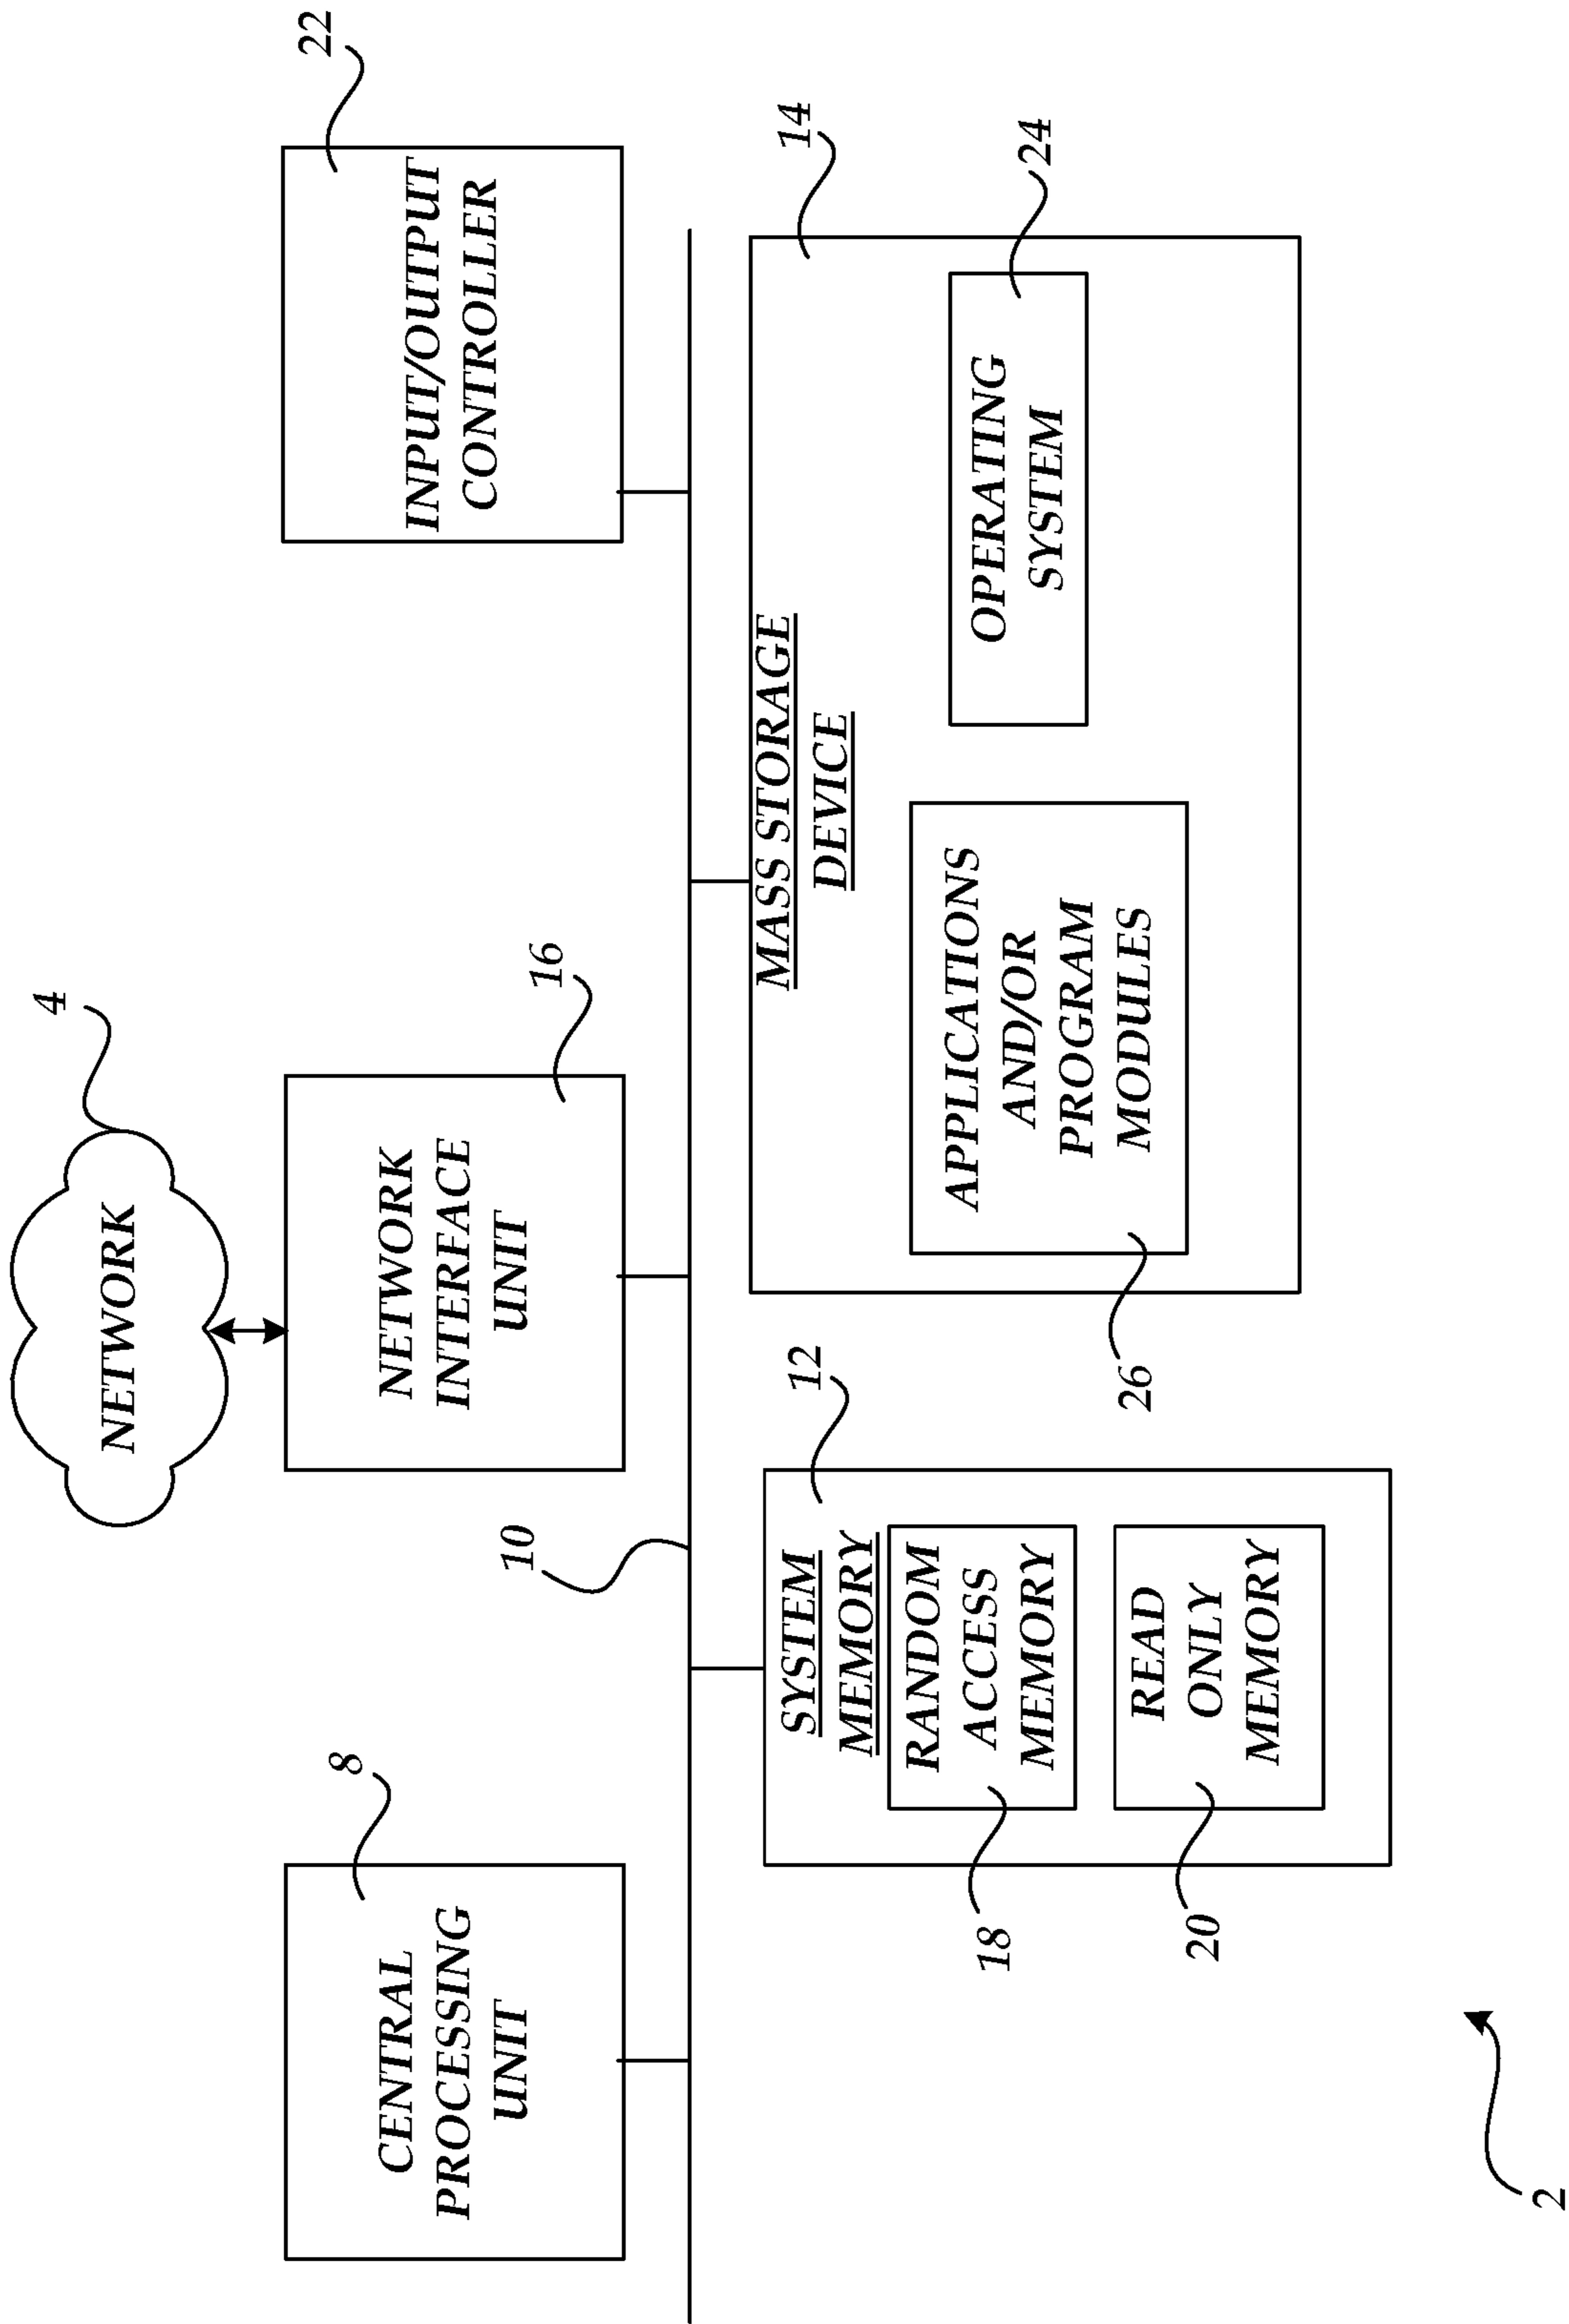 NETWORK
4
CENTRAL
PROCESSING
UNIT
8
NETWORK
INTERFACE
UNIT
16
INPUT/OUTPUT
CONTROLLER
22
10
SYSTEM
MEMORY
12
RANDOM
ACCESS
MEMORY
18
READ
ONLY
MEMORY
20
MASS STORAGE
DEVICE
14
APPLICATIONS
AND/OR
PROGRAM
MODULES
26
OPERATING
SYSTEM
24
2